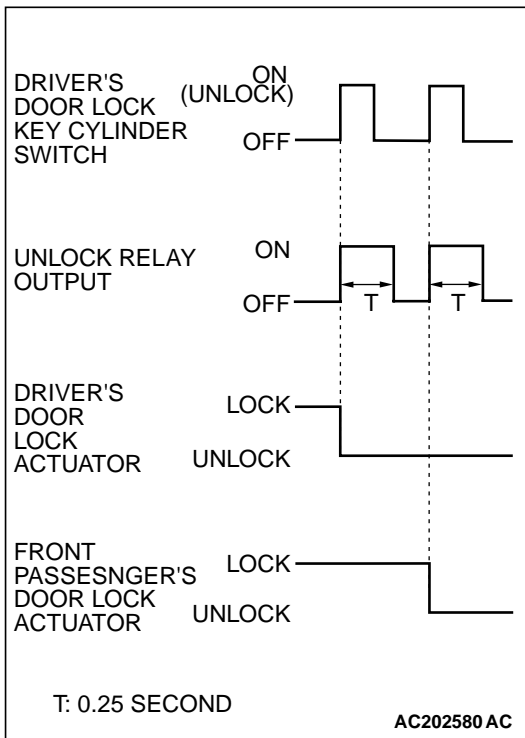 DRIVER'S
DOOR LOCK
KEY CYLINDER
SWITCH
ON
(UNLOCK)
OFF
UNLOCK RELAY
OUTPUT
ON
OFF
T T
DRIVER'S
DOOR
LOCK
ACTUATOR
LOCK
UNLOCK
FRONT
PASSESNGER'S
DOOR LOCK
ACTUATOR
LOCK
UNLOCK
T: 0.25 SECOND
AC202580 AC